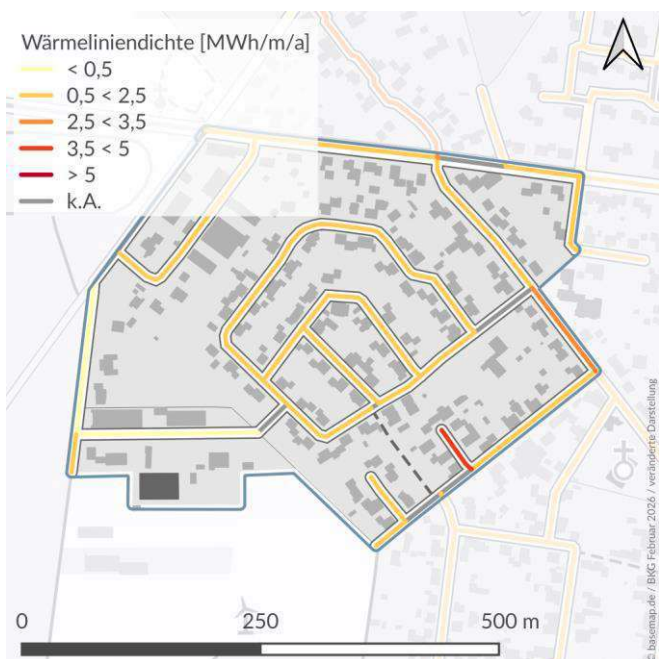 Wärmeliniendichte [MWh/m/a]
< 0,5
0,5 < 2,5
2,5 < 3,5
3,5 < 5
> 5
k.A.
0 250 500 m
© basemap.de / BKG Februar 2026 / veränderte Darstellung